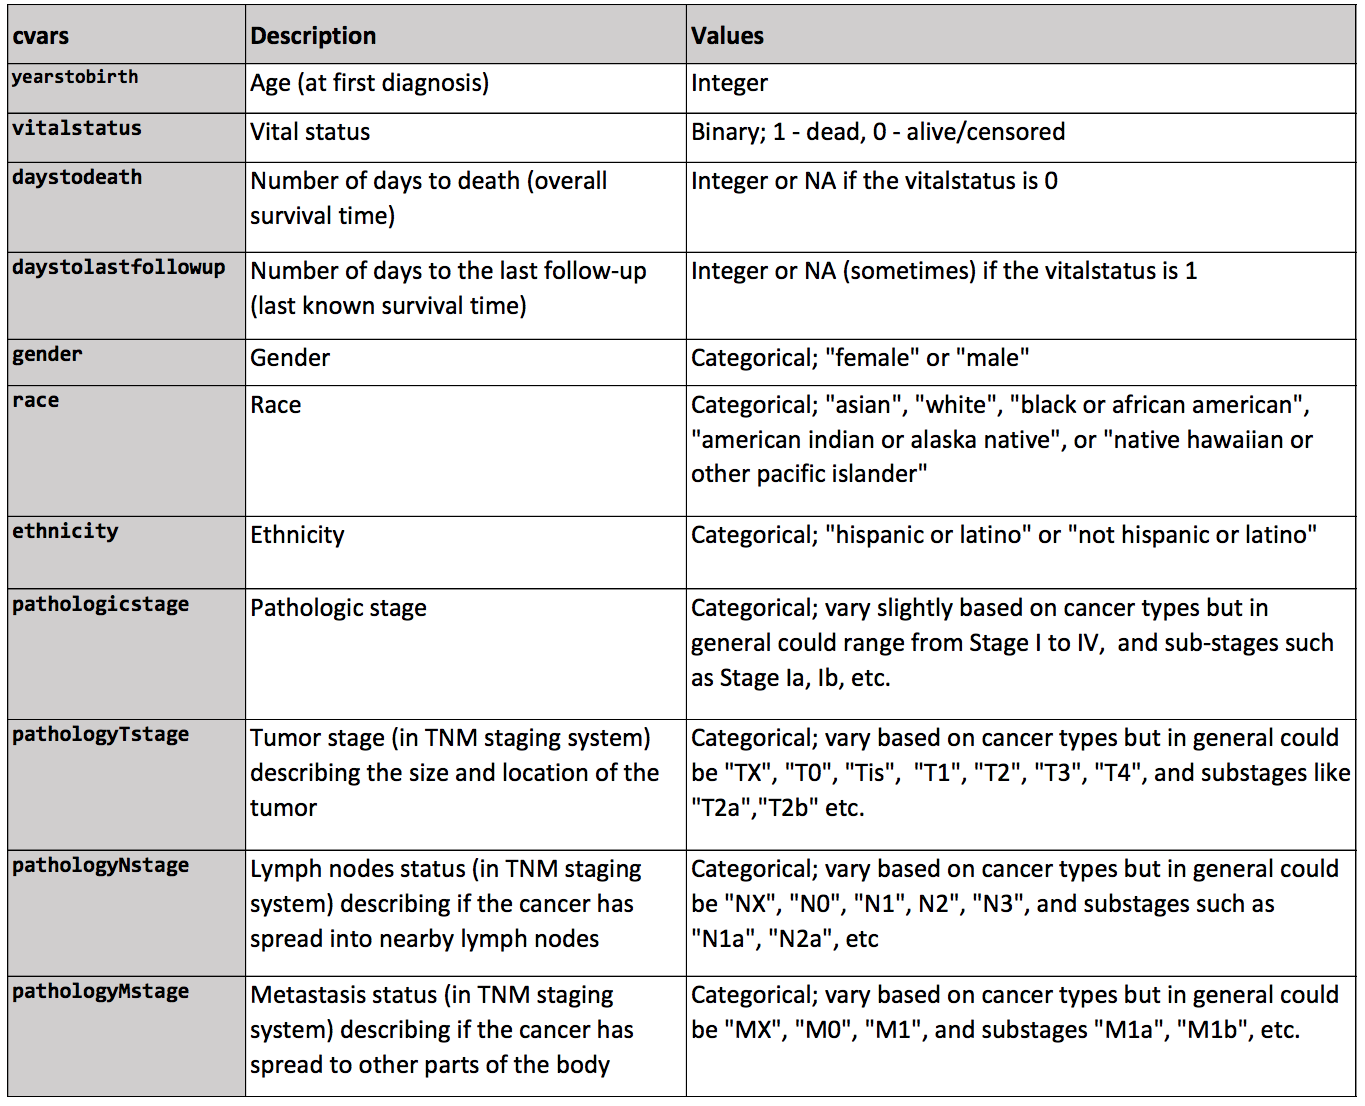 cvars
Description
Values
yearstobirth
Age (at first diagnosis)
Integer
vitalstatus
Vital status
Binary; 1 - dead, 0 - alive/censored
daystodeath
Number of days to death (overall
survival time)
Integer or NA if the vitalstatus is 0
daystolastfollowup
Number of days to the last follow-up
(last known survival time)
Integer or NA (sometimes) if the vitalstatus is 1
gender
Gender
Categorical; "female" or "male"
race
Race
Categorical; "asian", "white", "black or african american",
"american indian or alaska native", or "native hawaiian or
other pacific islander"
ethnicity
Ethnicity
Categorical; "hispanic or latino" or "not hispanic or latino"
pathologicstage
Pathologic stage
Categorical; vary slightly based on cancer types but in
general could range from Stage I to IV,  and sub-stages such
as Stage Ia, Ib, etc.
pathologyTstage
Tumor stage (in TNM staging system)
describing the size and location of the
tumor
Categorical; vary based on cancer types but in general could
be "TX", "T0", "Tis",  "T1", "T2", "T3", "T4", and substages like
"T2a","T2b" etc.
pathologyNstage
Lymph nodes status (in TNM staging
system) describing if the cancer has
spread into nearby lymph nodes
Categorical; vary based on cancer types but in general could
be "NX", "N0", "N1", N2", "N3", and substages such as
"N1a", "N2a", etc
pathologyMstage
Metastasis status (in TNM staging
system) describing if the cancer has
spread to other parts of the body
Categorical; vary based on cancer types but in general could
be "MX", "M0", "M1", and substages "M1a", "M1b", etc.